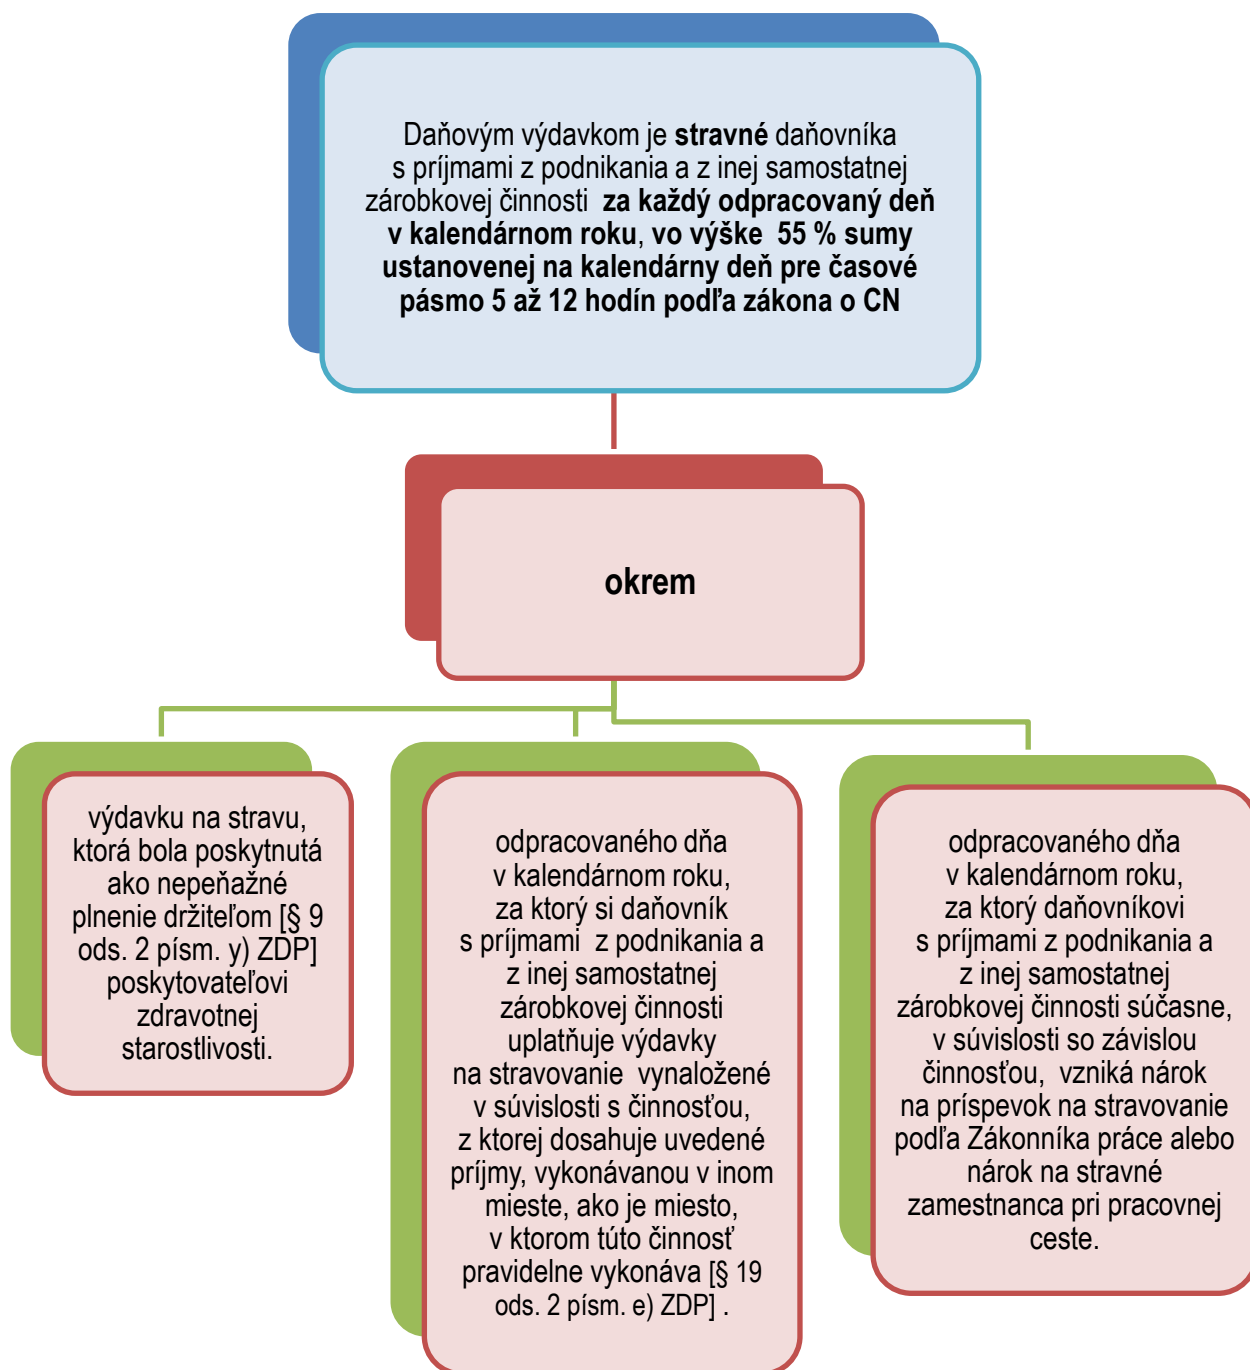 Daňovým výdavkom je stravné daňovníka
s príjmami z podnikania a z inej samostatnej
zárobkovej činnosti za každý odpracovaný deň
v kalendárnom roku, vo výške 55 % sumy
ustanovenej na kalendárny deň pre časové
pásmo 5 až 12 hodín podľa zákona o CN
okrem
výdavku na stravu,
ktorá bola poskytnutá
ako nepeňažné
plnenie držiteľom [§ 9
ods. 2 písm. y) ZDP]
poskytovateľovi
zdravotnej
starostlivosti.
odpracovaného dňa
v kalendárnom roku,
za ktorý si daňovník
s príjmami z podnikania a
z inej samostatnej
zárobkovej činnosti
uplatňuje výdavky
na stravovanie vynaložené
v súvislosti s činnosťou,
z ktorej dosahuje uvedené
príjmy, vykonávanou v inom
mieste, ako je miesto,
v ktorom túto činnosť
pravidelne vykonáva [§ 19
ods. 2 písm. e) ZDP] .
odpracovaného dňa
v kalendárnom roku,
za ktorý daňovníkovi
s príjmami z podnikania a
z inej samostatnej
zárobkovej činnosti súčasne,
v súvislosti so závislou
činnosťou, vzniká nárok
na príspevok na stravovanie
podľa Zákonníka práce alebo
nárok na stravné
zamestnanca pri pracovnej
ceste.